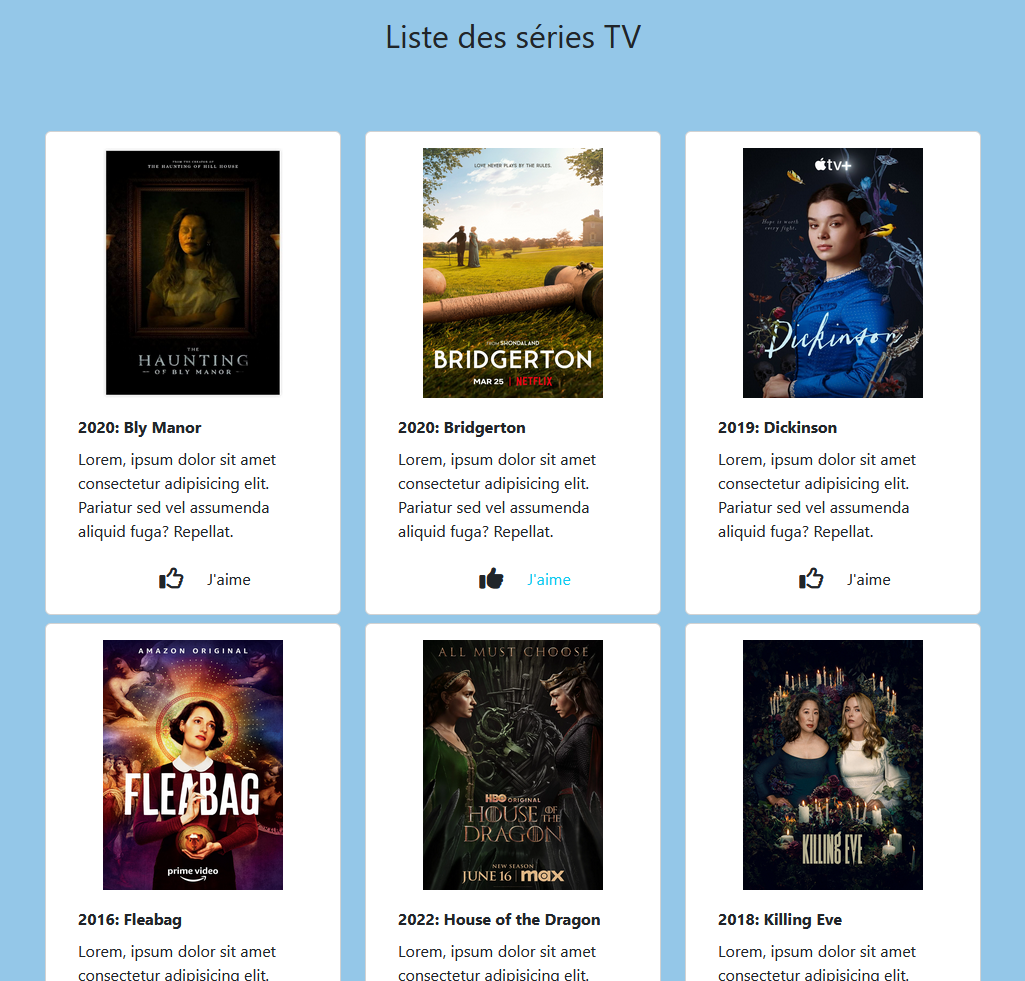 Liste des séries TV
FROM THE CREATOR OF
THE HAUNTING OF HILL HOUSE
THE
HAUNTING
OF BLY MANOR
2020: Bly Manor
Lorem, ipsum dolor sit amet
consectetur adipisicing elit.
Pariatur sed vel assumenda
aliquid fuga? Repellat.
J'aime
LOVE NEVER PLAYS BY THE RULES.
FROM SHONDALAND
BRIDGERTON
MAR 25 | NETFLIX
2020: Bridgerton
Lorem, ipsum dolor sit amet
consectetur adipisicing elit.
Pariatur sed vel assumenda
aliquid fuga? Repellat.
J'aime
tv+
Hope is worth
every fight.
Dickinson
2019: Dickinson
Lorem, ipsum dolor sit amet
consectetur adipisicing elit.
Pariatur sed vel assumenda
aliquid fuga? Repellat.
J'aime
AMAZON ORIGINAL
FLEABAG
prime video
2016: Fleabag
Lorem, ipsum dolor sit amet
consectetur adipisicing elit.
ALL MUST CHOOSE
HBO ORIGINAL
HOUSE OF THE
DRAGON
NEW SEASON
JUNE 16 | max
2022: House of the Dragon
Lorem, ipsum dolor sit amet
consectetur adipisicing elit.
KILLING EVE
2018: Killing Eve
Lorem, ipsum dolor sit amet
consectetur adipisicing elit.